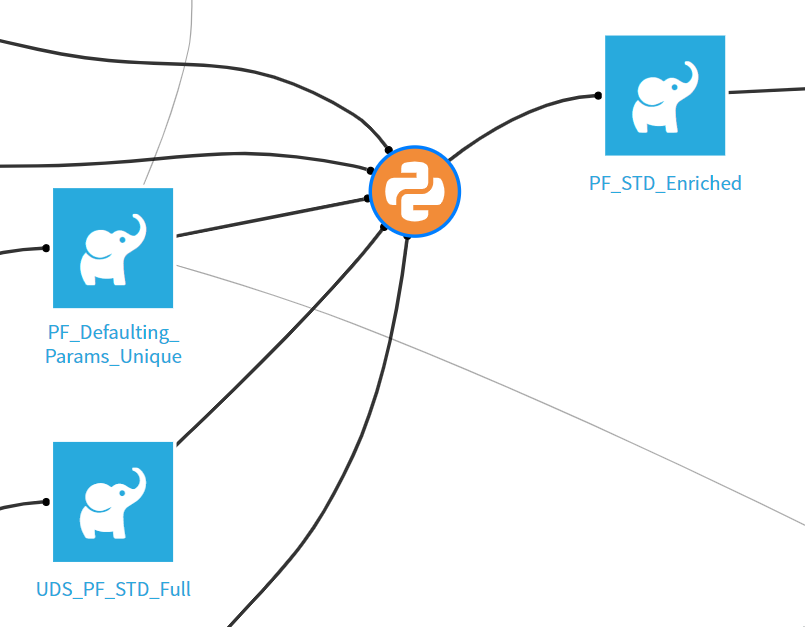 PF_STD_Enriched
PF_Defaulting_
Params_Unique
UDS_PF_STD_Full